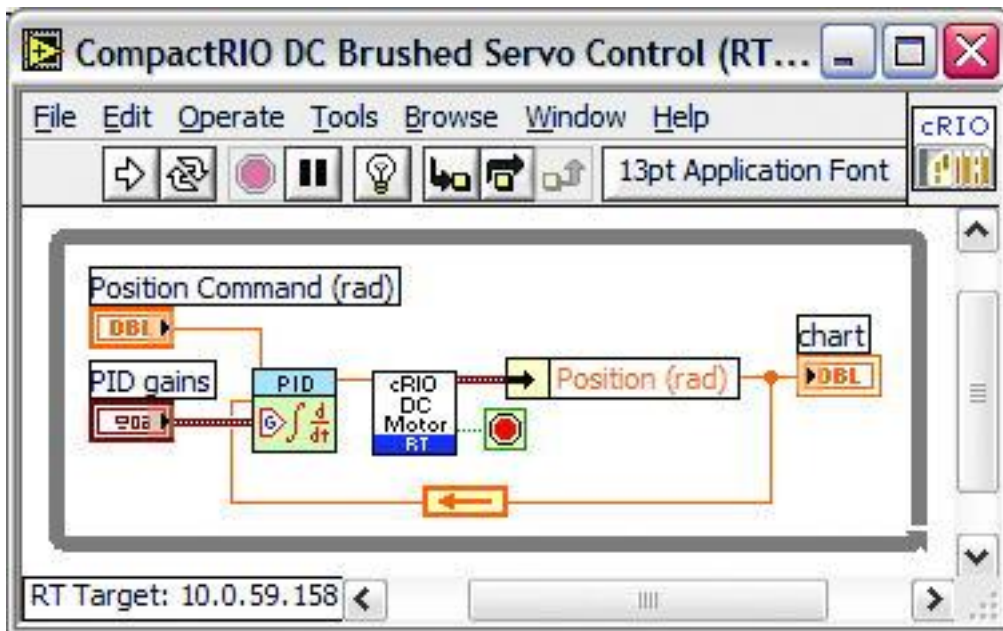 CompactRIO DC Brushed Servo Control (RT...
File Edit Operate Tools Browse Window Help
cRIO
13pt Application Font
Position Command (rad)
DBL
PID gains
PID
G ∫ d/dt
cRIO
DC
Motor
RT
Position (rad)
chart
DBL
RT Target: 10.0.59.158